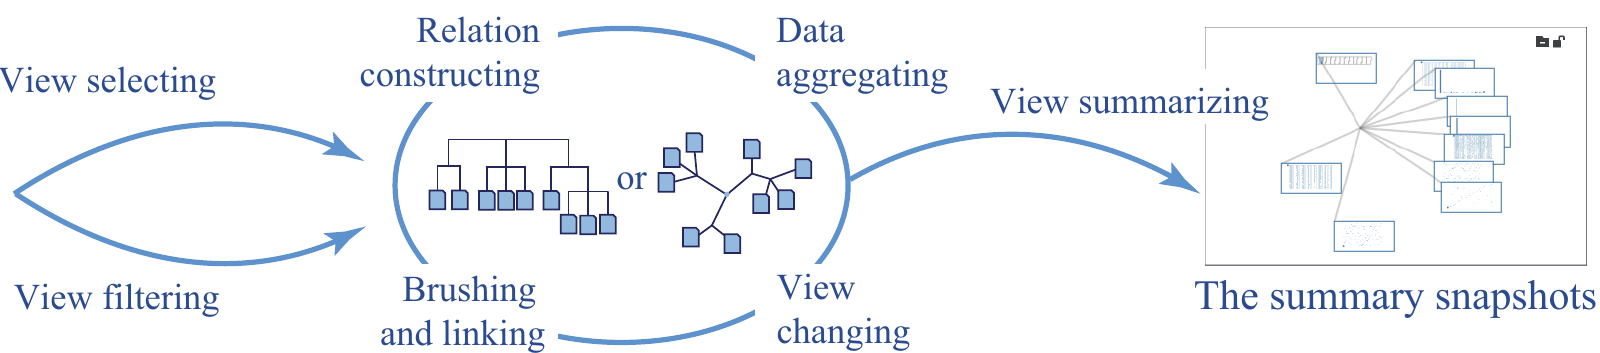 View selecting
View filtering
Relation
constructing
Data
aggregating
or
Brushing
and linking
View
changing
View summarizing
The summary snapshots